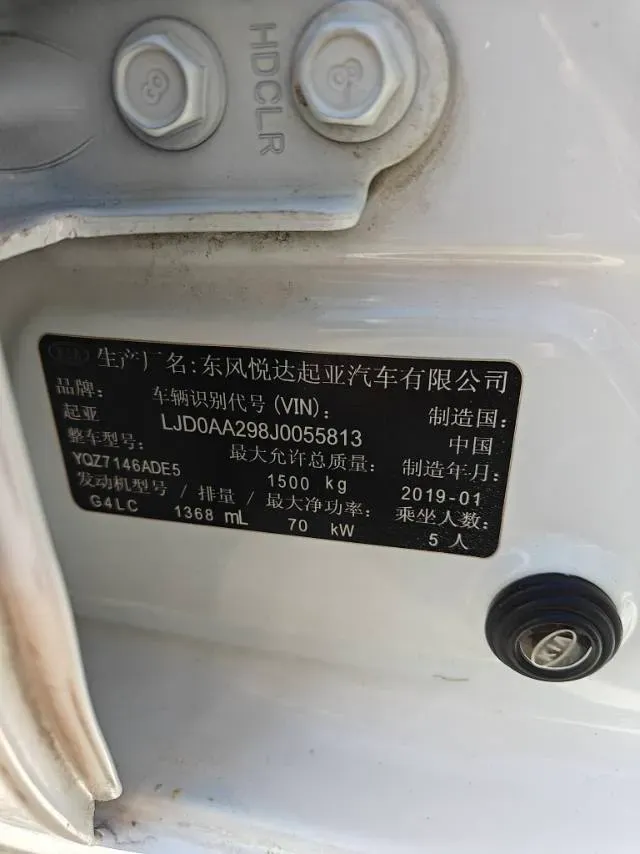 8
HDCLR
8
KIA
生产厂名:东风悦达起亚汽车有限公司
品牌: 车辆识别代号(VIN): 制造国:
起亚 LJD0AA298J0055813 中国
整车型号: 最大允许总质量: 制造年月:
YQZ7146ADE5 1500 kg 2019-01
发动机型号/排量/最大净功率: 乘坐人数:
G4LC 1368 mL 70 kW 5 人
KIA